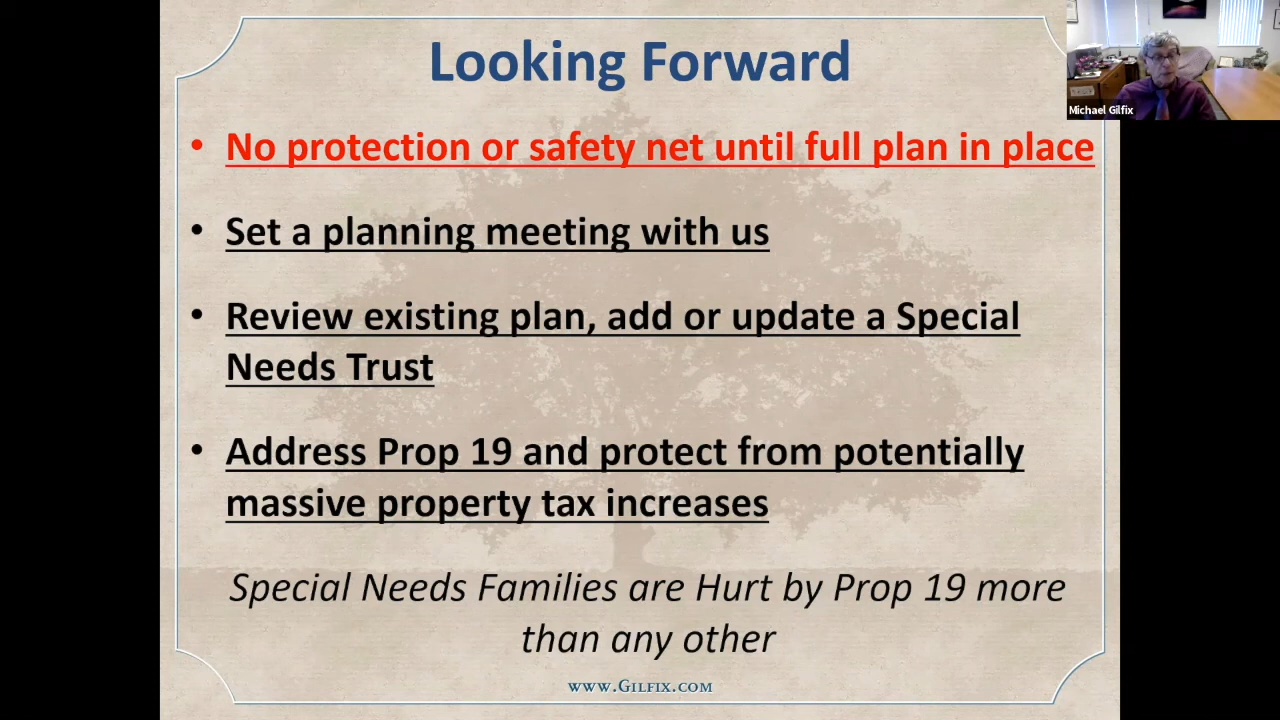 Looking Forward
Michael Gilfix
• No protection or safety net until full plan in place
• Set a planning meeting with us
• Review existing plan, add or update a Special
Needs Trust
• Address Prop 19 and protect from potentially
massive property tax increases
Special Needs Families are Hurt by Prop 19 more
than any other
www.Gilfix.com